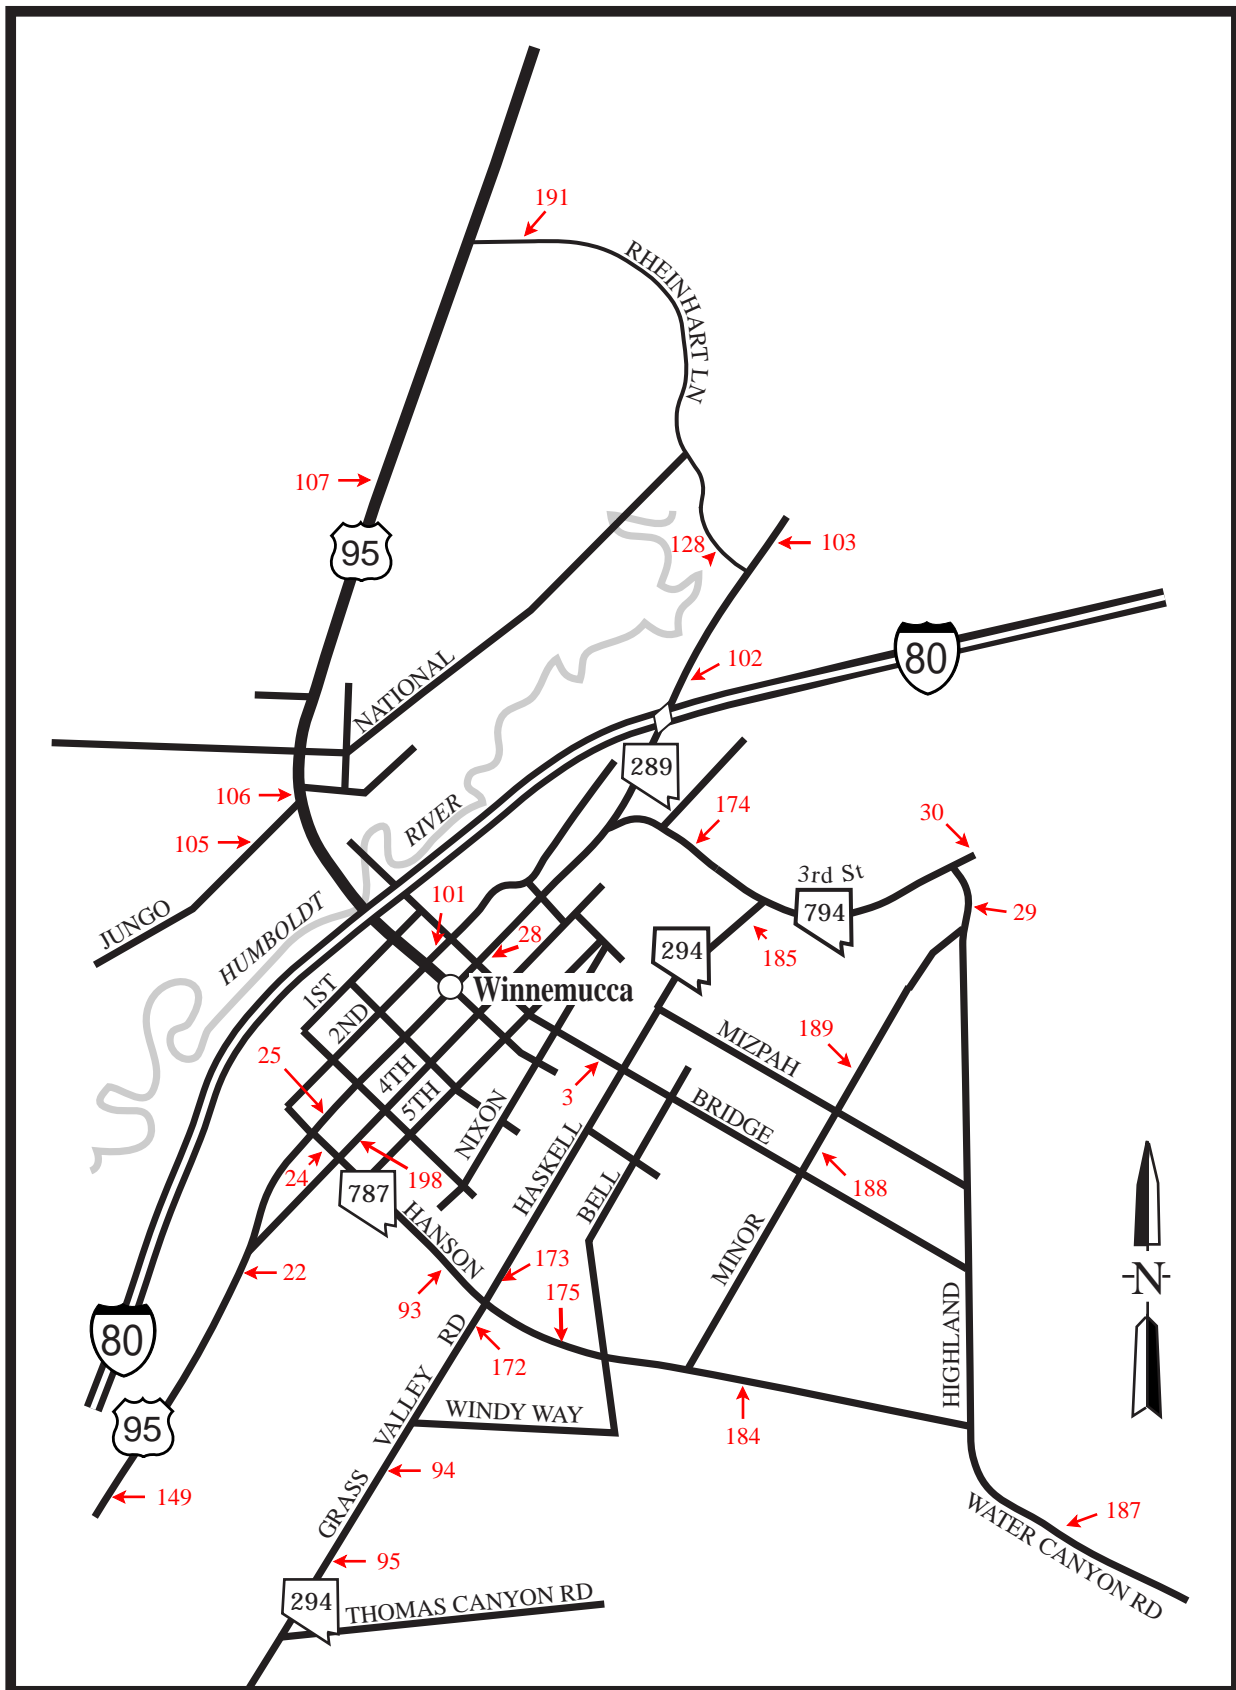 191
RHEINHART LN
107
95
128
103
102
80
NATIONAL
289
106
174
30
105
RIVER
3rd St
794
101
JUNGO
HUMBOLDT
28
29
294
185
1ST
Winnemucca
2ND
MIZPAH
189
25
4TH
5TH
3
NIXON
BRIDGE
HASKELL
24
198
787
BELL
188
HANSON
MINOR
N
22
173
93
175
HIGHLAND
80
RD
172
VALLEY
WINDY WAY
95
184
94
GRASS
149
187
WATER CANYON RD
95
294
THOMAS CANYON RD